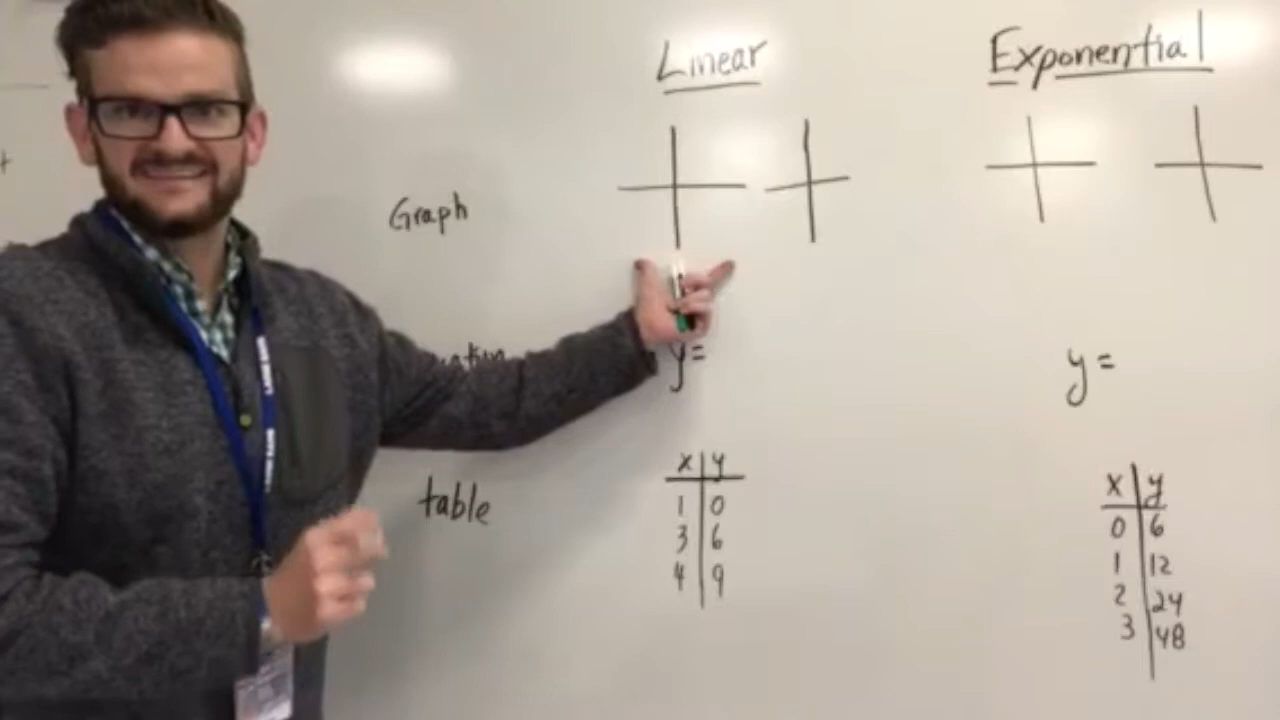 Linear Exponential
Graph
y= y=
table
x y
1 0
3 6
4 9
x y
0 6
1 12
2 24
3 48